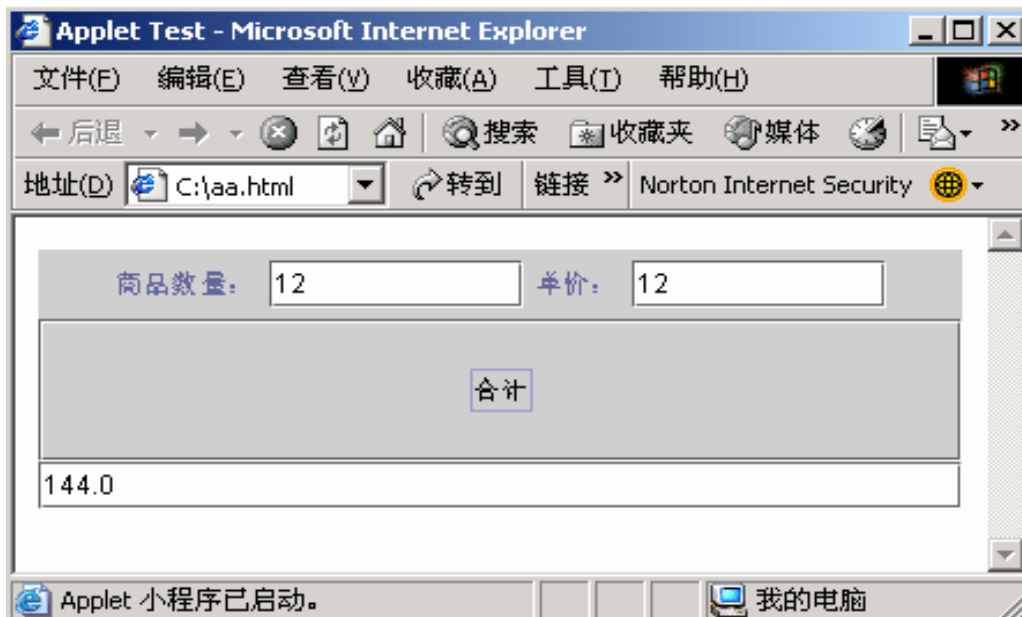 Applet Test - Microsoft Internet Explorer
文件(F) 编辑(E) 查看(V) 收藏(A) 工具(T) 帮助(H)
后退 搜索 收藏夹 媒体 »
地址(D) C:\aa.html 转到 链接 » Norton Internet Security
商品数量： 12 单价： 12
合计
144.0
Applet 小程序已启动。 我的电脑